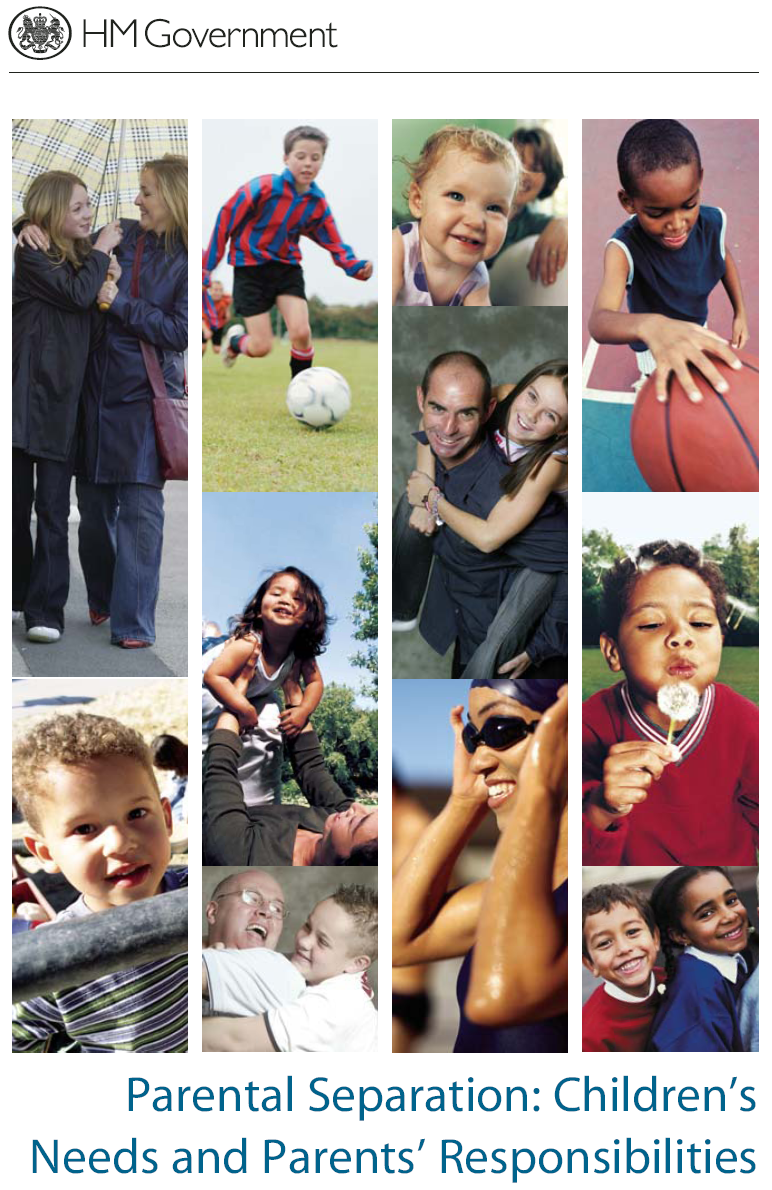 HM Government
Parental Separation: Children’s
Needs and Parents’ Responsibilities